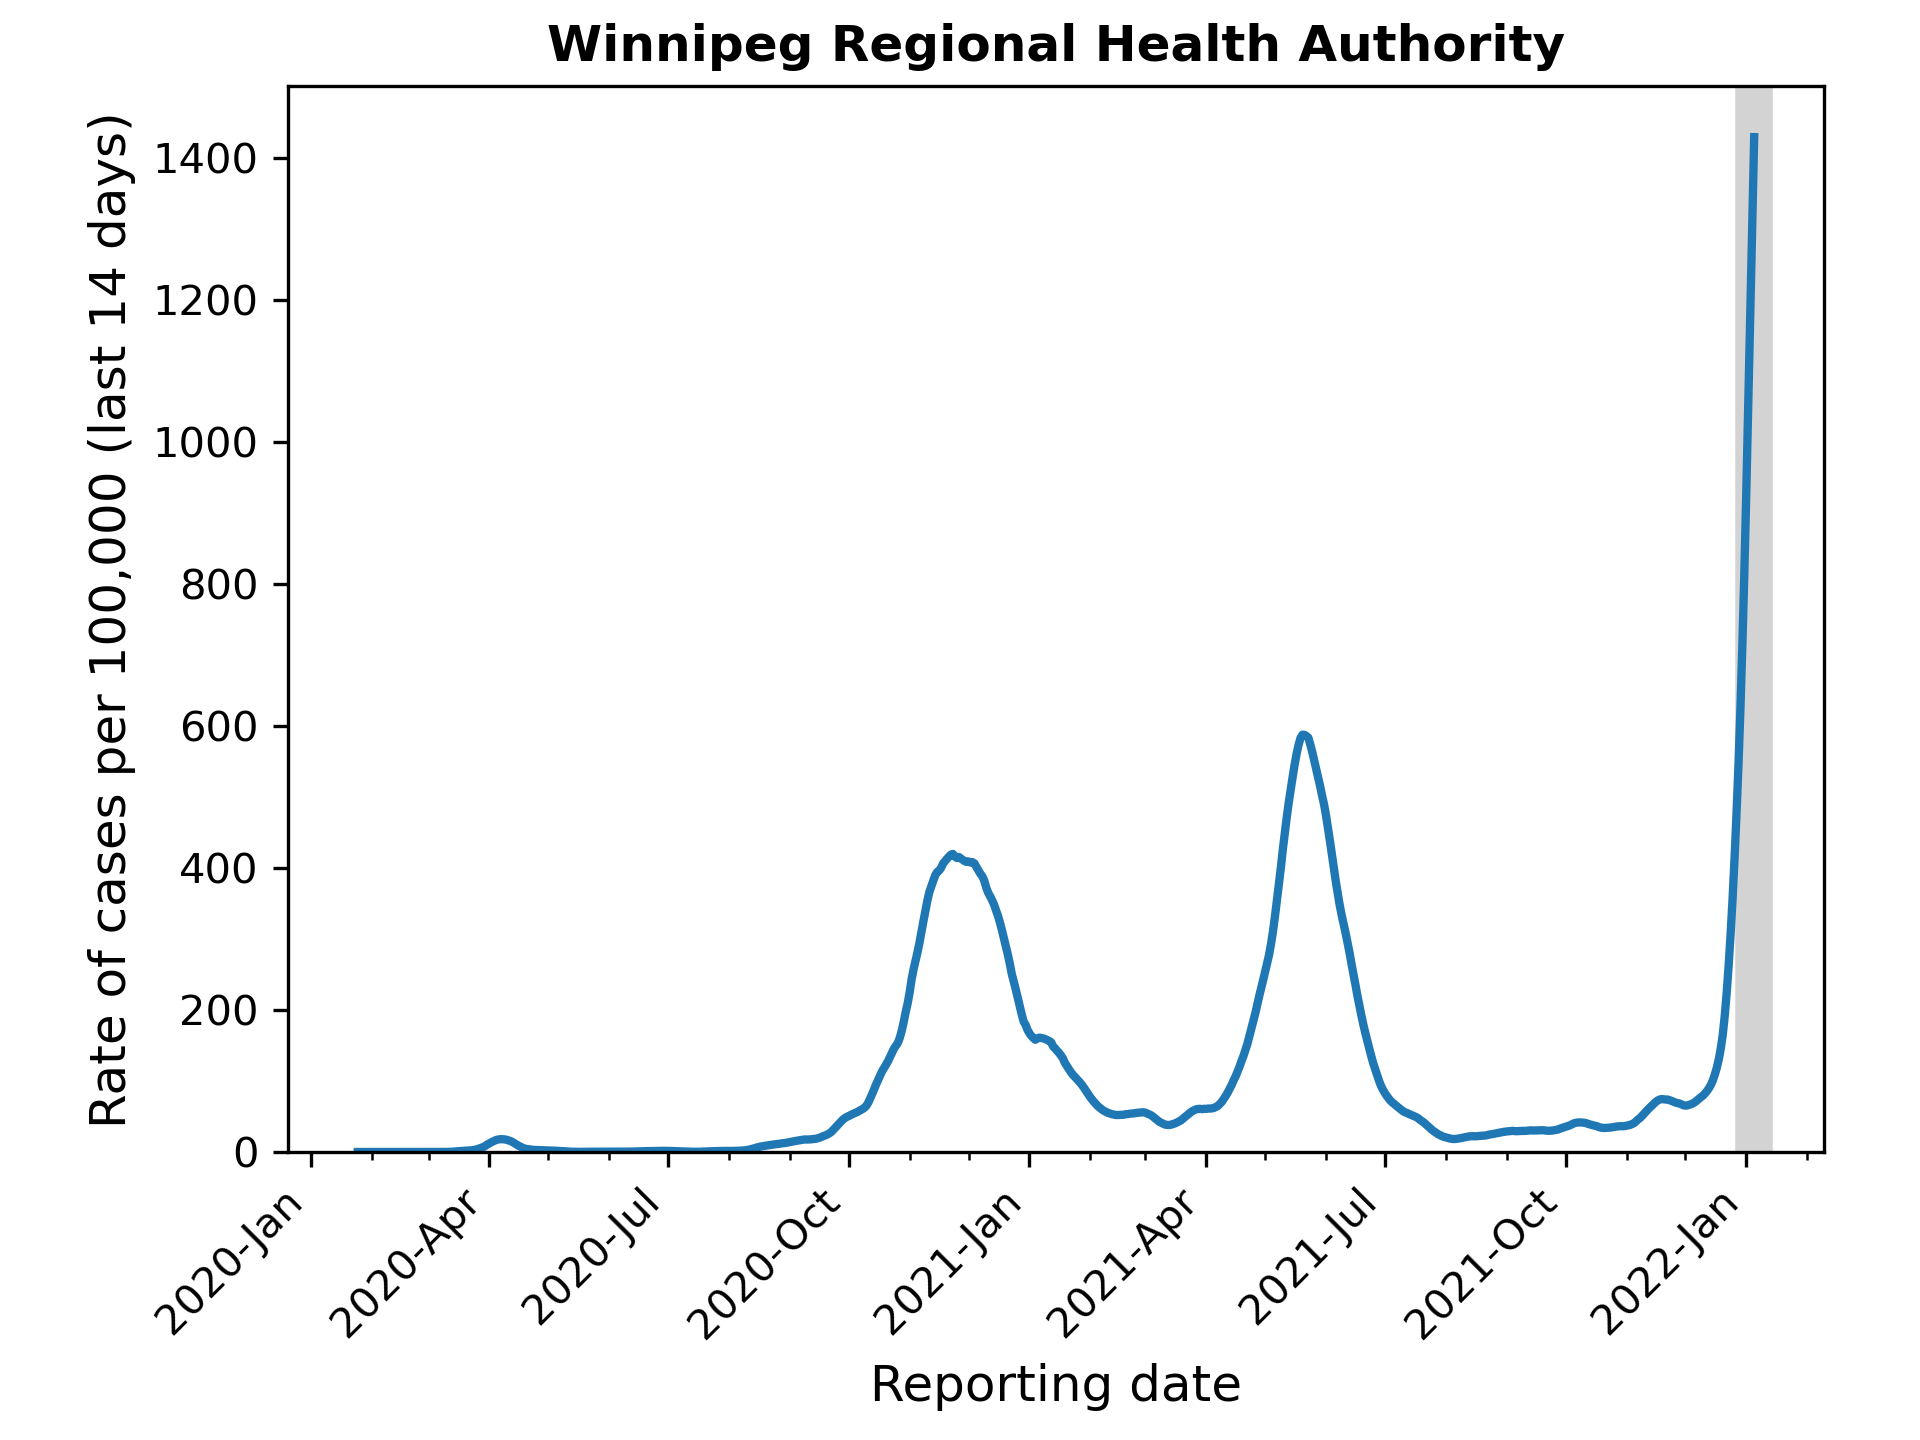 Winnipeg Regional Health Authority
Rate of cases per 100,000 (last 14 days)
1400
1200
1000
800
600
400
200
0
2020-Jan
2020-Apr
2020-Jul
2020-Oct
2021-Jan
2021-Apr
2021-Jul
2021-Oct
2022-Jan
Reporting date